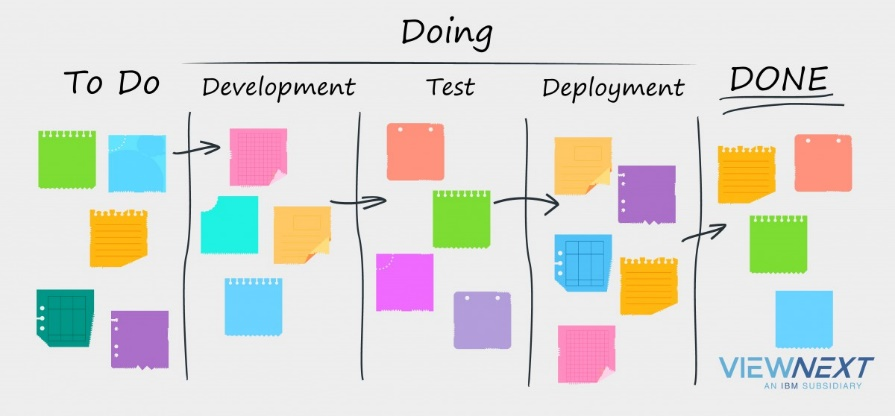 Doing
To Do
Development
Test
Deployment
DONE
VIEWNEXT
AN IBM SUBSIDIARY